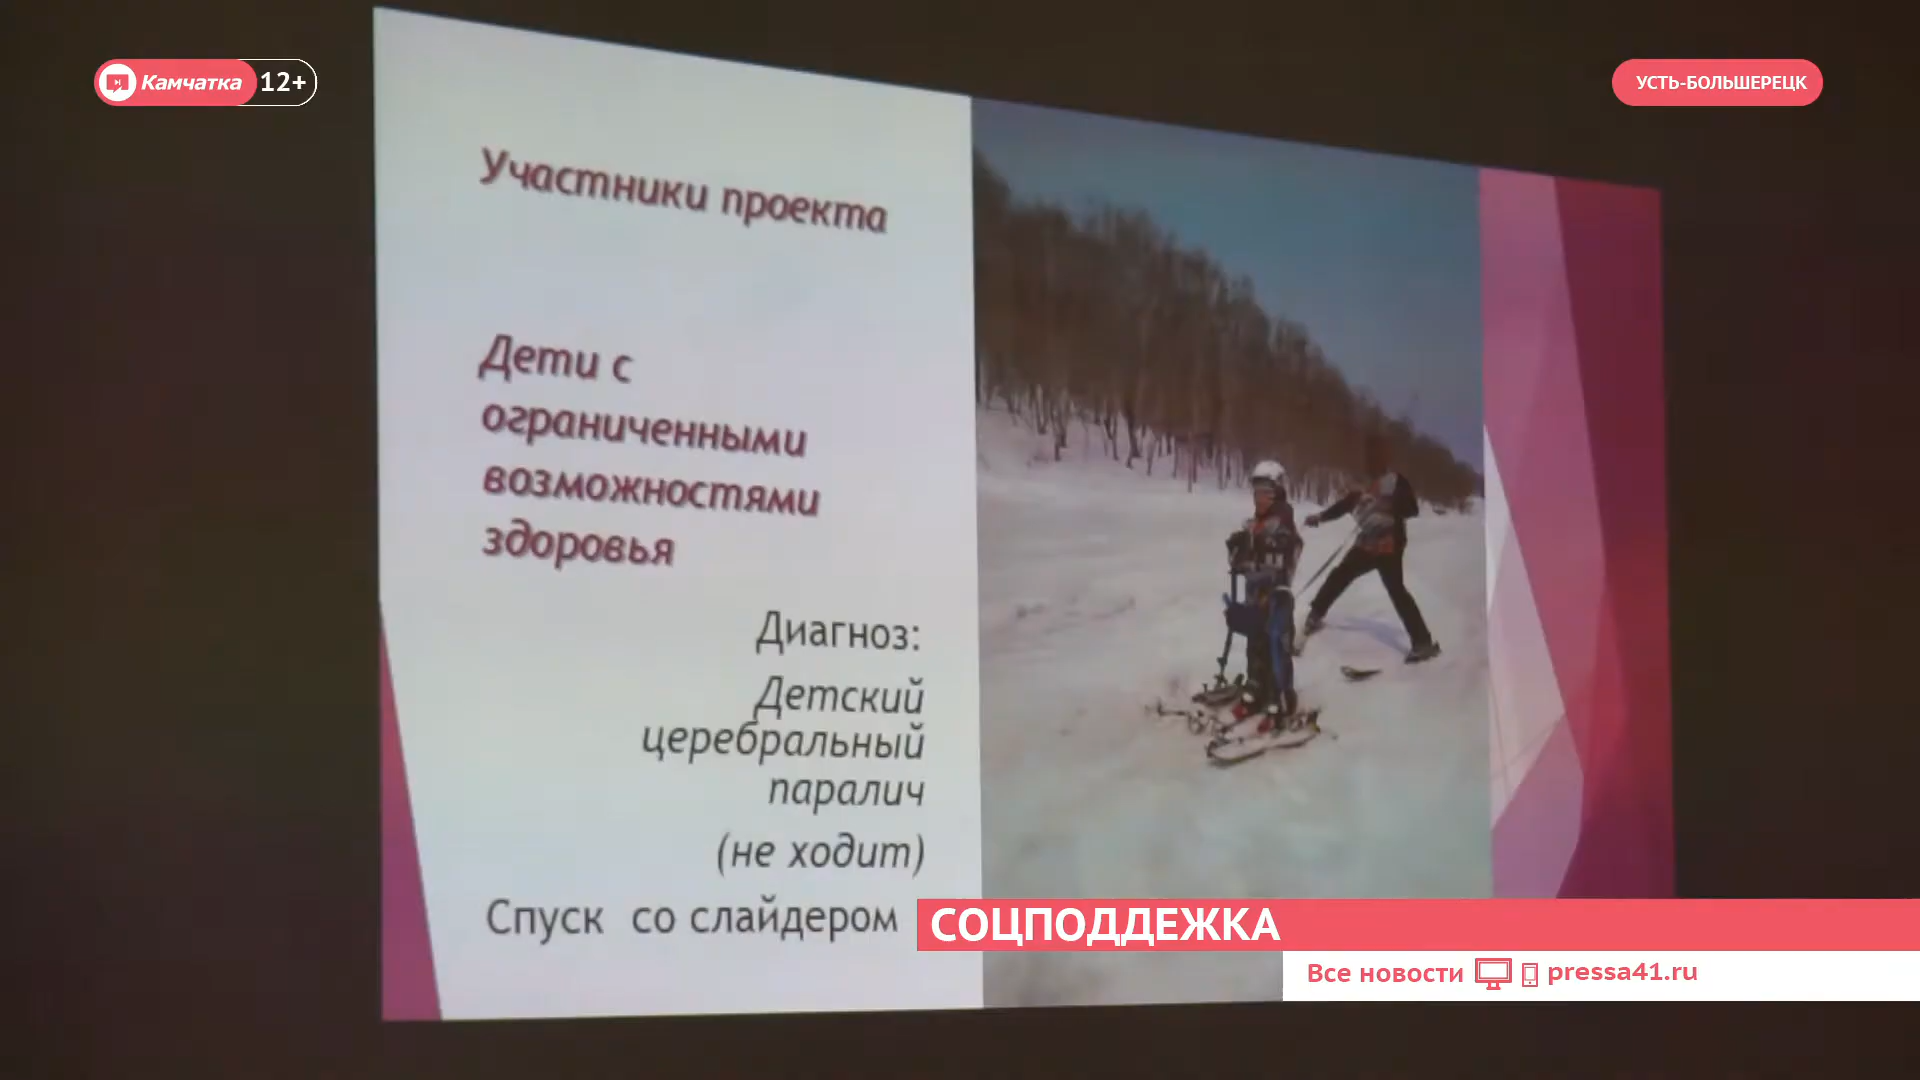 Камчатка 12+
УСТЬ-БОЛЬШЕРЕЦК
Участники проекта
Дети с
ограниченными
возможностями
здоровья
Диагноз:
Детский
церебральный
паралич
(не ходит)
Спуск со слайдером
СОЦПОДДЕЖКА
Все новости pressa41.ru